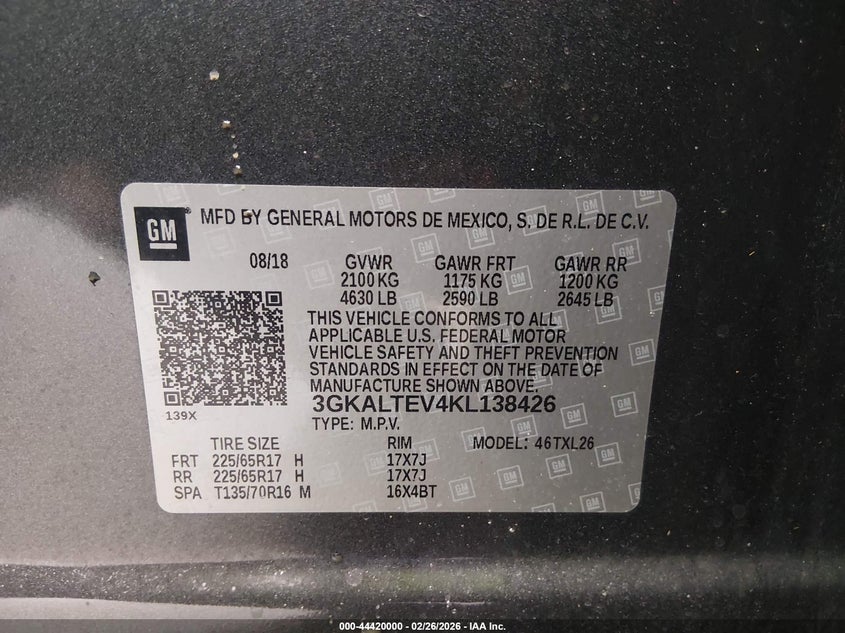 GM MFD BY GENERAL MOTORS DE MEXICO, S. DE R.L. DE C.V.
08/18 GVWR GAWR FRT GAWR RR
2100 KG 1175 KG 1200 KG
4630 LB 2590 LB 2645 LB
THIS VEHICLE CONFORMS TO ALL
APPLICABLE U.S. FEDERAL MOTOR
VEHICLE SAFETY AND THEFT PREVENTION
STANDARDS IN EFFECT ON THE DATE OF
MANUFACTURE SHOWN ABOVE.
139X 3GKALTEV4KL138426
TYPE: M.P.V.
TIRE SIZE RIM MODEL: 46TXL26
FRT 225/65R17 H 17X7J
RR 225/65R17 H 17X7J
SPA T135/70R16 M 16X4BT
000-44420000 - 02/26/2026 - IAA Inc.